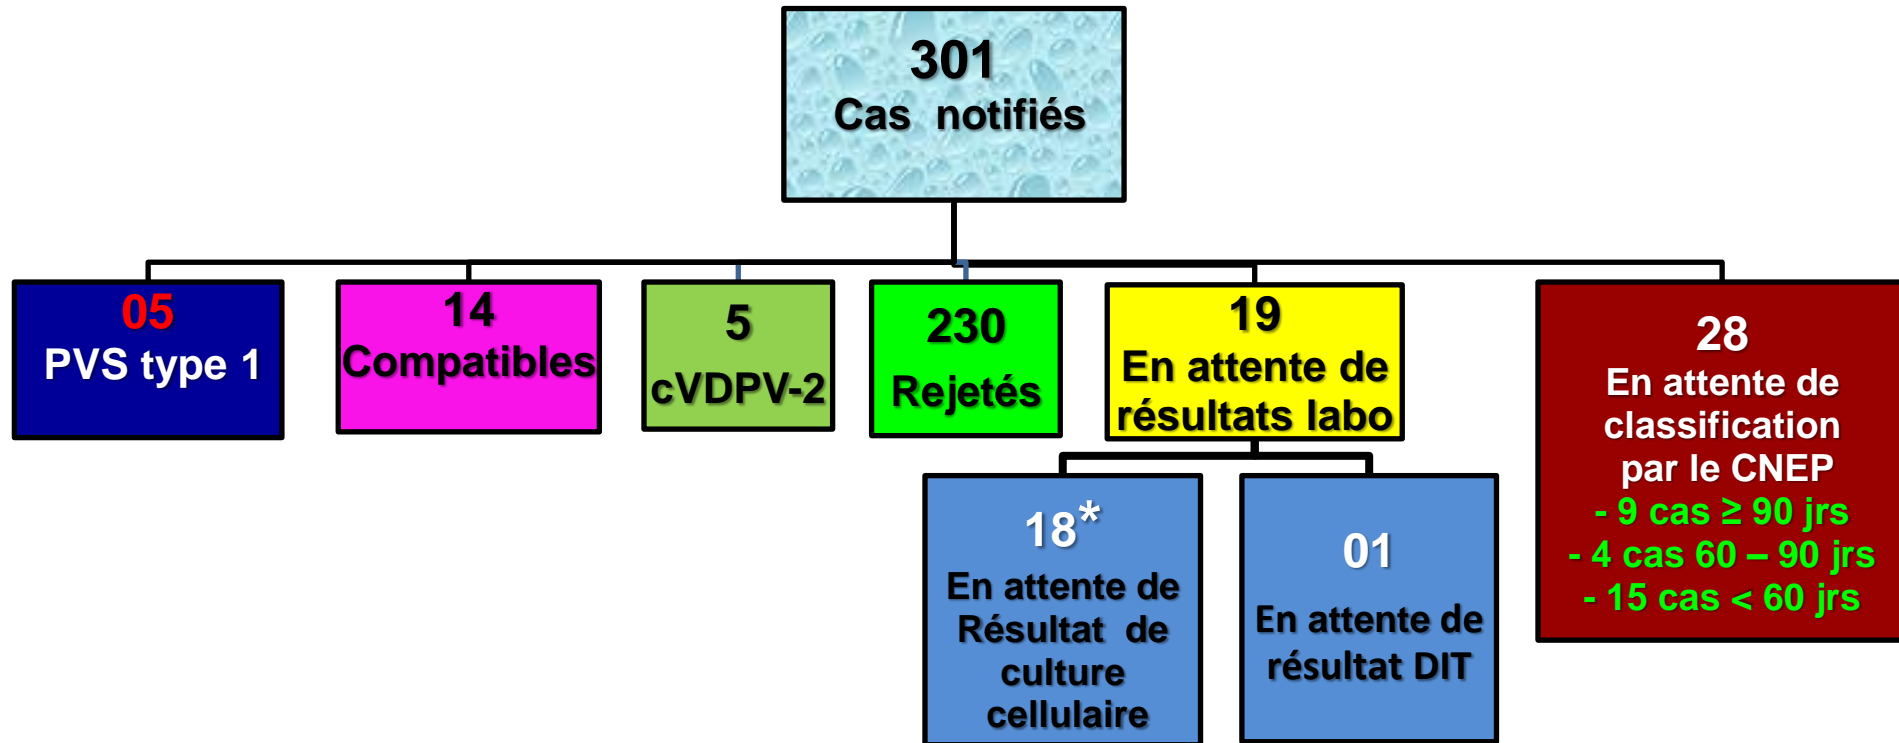 301
Cas notifiés
05
PVS type 1
14
Compatibles
5
cVDPV-2
230
Rejetés
19
En attente de
résultats labo
28
En attente de
classification
par le CNEP
- 9 cas ≥ 90 jrs
- 4 cas 60 – 90 jrs
- 15 cas < 60 jrs
18*
En attente de
Résultat de
culture
cellulaire
01
En attente de
résultat DIT